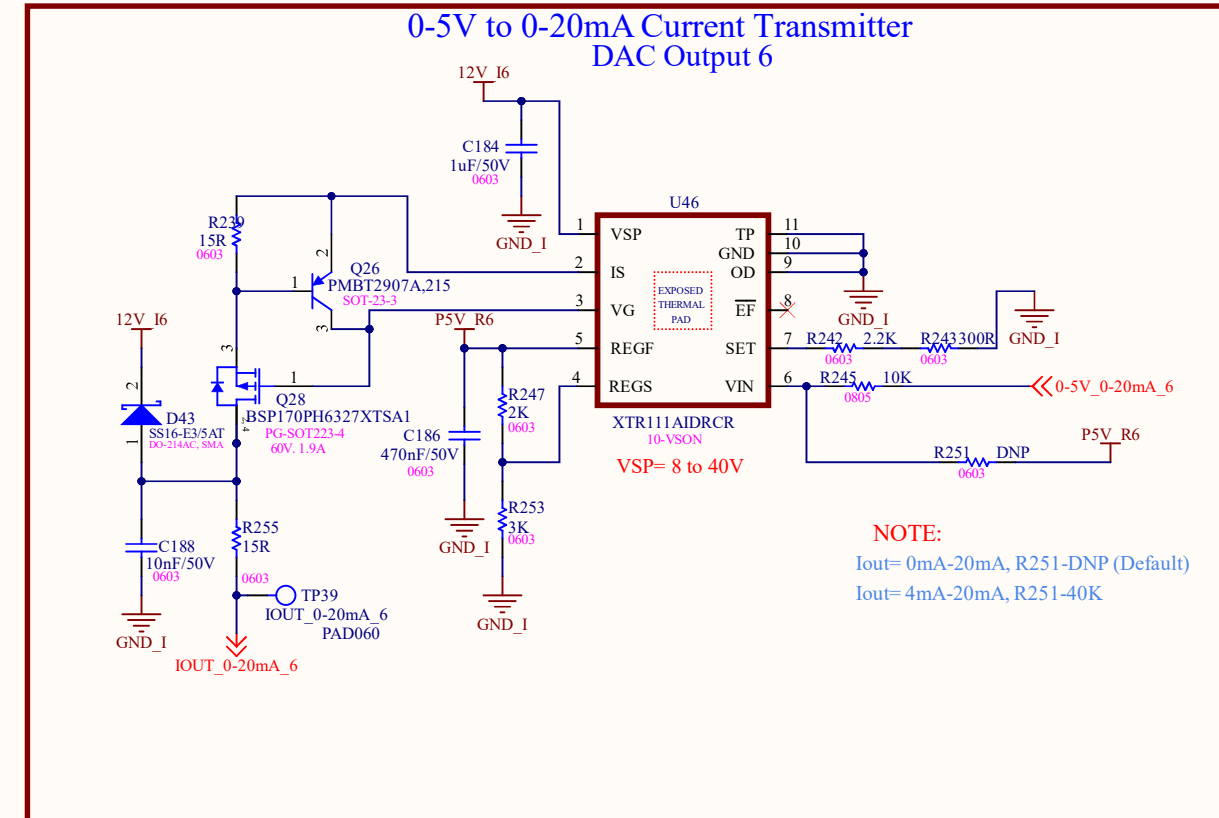 0-5V to 0-20mA Current Transmitter
DAC Output 6
12V_I6
C184
1uF/50V
0603
GND_I
U46
1
VSP
2
IS
3
VG
5
REGF
4
REGS
TP
11
GND
10
OD
9
EF
8
SET
7
VIN
6
EXPOSED
THERMAL
PAD
XTR111AIDRCR
10-VSON
VSP= 8 to 40V
GND_I
R242
2.2K
0603
R243
300R
0603
GND_I
R245
10K
0805
0-5V_0-20mA_6
R251
DNP
0603
P5V_R6
R239
15R
0603
2
1
3
Q26
PMBT2907A,215
SOT-23-3
12V_I6
2
1
D43
SS16-E3/5AT
DO-214AC, SMA
3
1
4
Q28
BSP170PH6327XTSA1
PG-SOT223-4
60V. 1.9A
P5V_R6
R247
2K
0603
C186
470nF/50V
0603
GND_I
R253
3K
0603
GND_I
C188
10nF/50V
0603
GND_I
R255
15R
0603
TP39
IOUT_0-20mA_6
PAD060
IOUT_0-20mA_6
NOTE:
Iout= 0mA-20mA, R251-DNP (Default)
Iout= 4mA-20mA, R251-40K